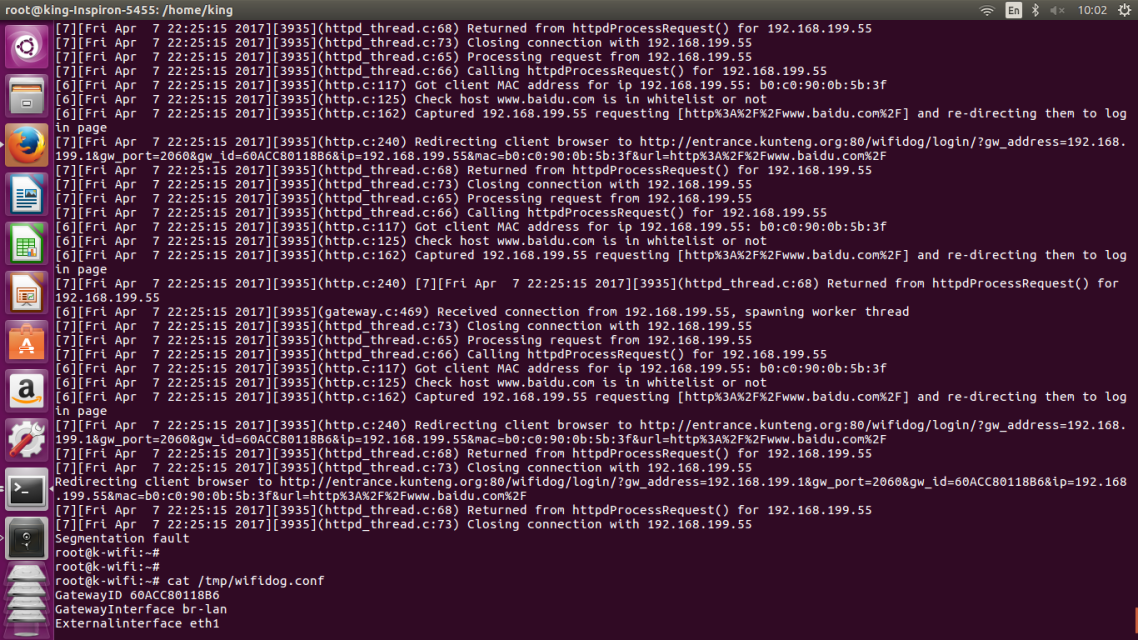 root@king-Inspiron-5455: /home/king
En
10:02
[7][Fri Apr  7 22:25:15 2017][3935](httpd_thread.c:68) Returned from httpdProcessRequest() for 192.168.199.55
[7][Fri Apr  7 22:25:15 2017][3935](httpd_thread.c:73) Closing connection with 192.168.199.55
[7][Fri Apr  7 22:25:15 2017][3935](httpd_thread.c:65) Processing request from 192.168.199.55
[7][Fri Apr  7 22:25:15 2017][3935](httpd_thread.c:66) Calling httpdProcessRequest() for 192.168.199.55
[6][Fri Apr  7 22:25:15 2017][3935](http.c:117) Got client MAC address for ip 192.168.199.55: b0:c0:90:0b:5b:3f
[6][Fri Apr  7 22:25:15 2017][3935](http.c:125) Check host www.baidu.com is in whitelist or not
[6][Fri Apr  7 22:25:15 2017][3935](http.c:162) Captured 192.168.199.55 requesting [http%3A%2F%2Fwww.baidu.com%2F] and re-directing them to log
in page
[7][Fri Apr  7 22:25:15 2017][3935](http.c:240) Redirecting client browser to http://entrance.kunteng.org:80/wifidog/login/?gw_address=192.168.
199.1&gw_port=2060&gw_id=60ACC80118B6&ip=192.168.199.55&mac=b0:c0:90:0b:5b:3f&url=http%3A%2F%2Fwww.baidu.com%2F
[7][Fri Apr  7 22:25:15 2017][3935](httpd_thread.c:68) Returned from httpdProcessRequest() for 192.168.199.55
[7][Fri Apr  7 22:25:15 2017][3935](httpd_thread.c:73) Closing connection with 192.168.199.55
[7][Fri Apr  7 22:25:15 2017][3935](httpd_thread.c:65) Processing request from 192.168.199.55
[7][Fri Apr  7 22:25:15 2017][3935](httpd_thread.c:66) Calling httpdProcessRequest() for 192.168.199.55
[6][Fri Apr  7 22:25:15 2017][3935](http.c:117) Got client MAC address for ip 192.168.199.55: b0:c0:90:0b:5b:3f
[6][Fri Apr  7 22:25:15 2017][3935](http.c:125) Check host www.baidu.com is in whitelist or not
[6][Fri Apr  7 22:25:15 2017][3935](http.c:162) Captured 192.168.199.55 requesting [http%3A%2F%2Fwww.baidu.com%2F] and re-directing them to log
in page
[7][Fri Apr  7 22:25:15 2017][3935](http.c:240) [7][Fri Apr  7 22:25:15 2017][3935](httpd_thread.c:68) Returned from httpdProcessRequest() for
192.168.199.55
[6][Fri Apr  7 22:25:15 2017][3935](gateway.c:469) Received connection from 192.168.199.55, spawning worker thread
[7][Fri Apr  7 22:25:15 2017][3935](httpd_thread.c:73) Closing connection with 192.168.199.55
[7][Fri Apr  7 22:25:15 2017][3935](httpd_thread.c:65) Processing request from 192.168.199.55
[7][Fri Apr  7 22:25:15 2017][3935](httpd_thread.c:66) Calling httpdProcessRequest() for 192.168.199.55
[6][Fri Apr  7 22:25:15 2017][3935](http.c:117) Got client MAC address for ip 192.168.199.55: b0:c0:90:0b:5b:3f
[6][Fri Apr  7 22:25:15 2017][3935](http.c:125) Check host www.baidu.com is in whitelist or not
[6][Fri Apr  7 22:25:15 2017][3935](http.c:162) Captured 192.168.199.55 requesting [http%3A%2F%2Fwww.baidu.com%2F] and re-directing them to log
in page
[7][Fri Apr  7 22:25:15 2017][3935](http.c:240) Redirecting client browser to http://entrance.kunteng.org:80/wifidog/login/?gw_address=192.168.
199.1&gw_port=2060&gw_id=60ACC80118B6&ip=192.168.199.55&mac=b0:c0:90:0b:5b:3f&url=http%3A%2F%2Fwww.baidu.com%2F
[7][Fri Apr  7 22:25:15 2017][3935](httpd_thread.c:68) Returned from httpdProcessRequest() for 192.168.199.55
[7][Fri Apr  7 22:25:15 2017][3935](httpd_thread.c:73) Closing connection with 192.168.199.55
Redirecting client browser to http://entrance.kunteng.org:80/wifidog/login/?gw_address=192.168.199.1&gw_port=2060&gw_id=60ACC80118B6&ip=192.168
.199.55&mac=b0:c0:90:0b:5b:3f&url=http%3A%2F%2Fwww.baidu.com%2F
[7][Fri Apr  7 22:25:15 2017][3935](httpd_thread.c:68) Returned from httpdProcessRequest() for 192.168.199.55
[7][Fri Apr  7 22:25:15 2017][3935](httpd_thread.c:73) Closing connection with 192.168.199.55
Segmentation fault
root@k-wifi:~#
root@k-wifi:~#
root@k-wifi:~# cat /tmp/wifidog.conf
GatewayID 60ACC80118B6
GatewayInterface br-lan
Externalinterface eth1